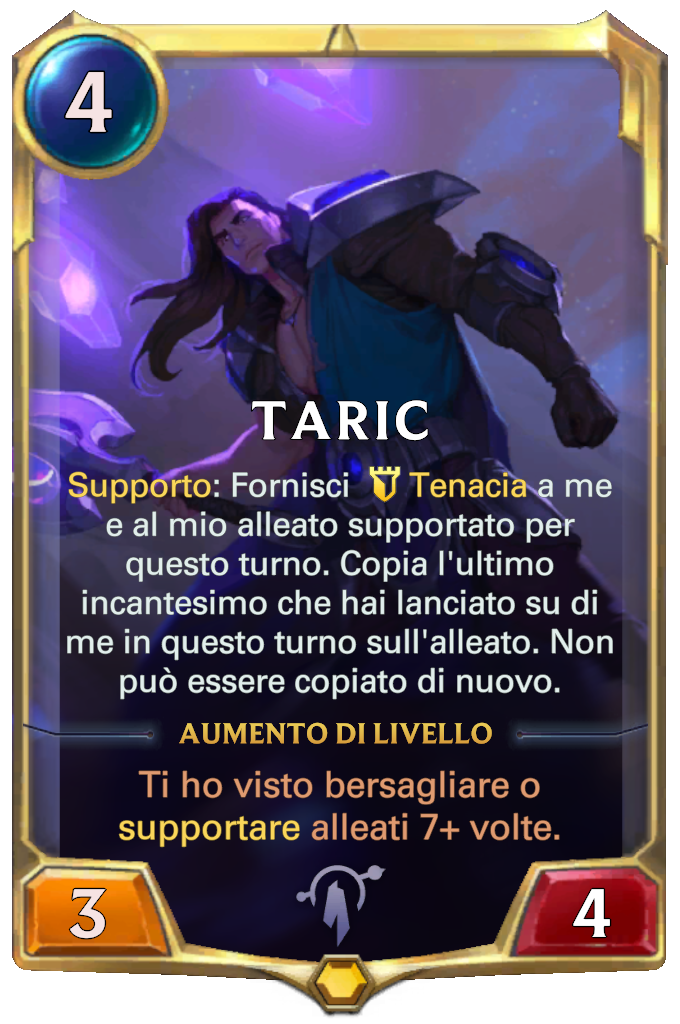 4
TARIC
Supporto: Fornisci Tenacia a me
e al mio alleato supportato per
questo turno. Copia l'ultimo
incantesimo che hai lanciato su di
me in questo turno sull'alleato. Non
può essere copiato di nuovo.
AUMENTO DI LIVELLO
Ti ho visto bersagliare o
supportare alleati 7+ volte.
3
4